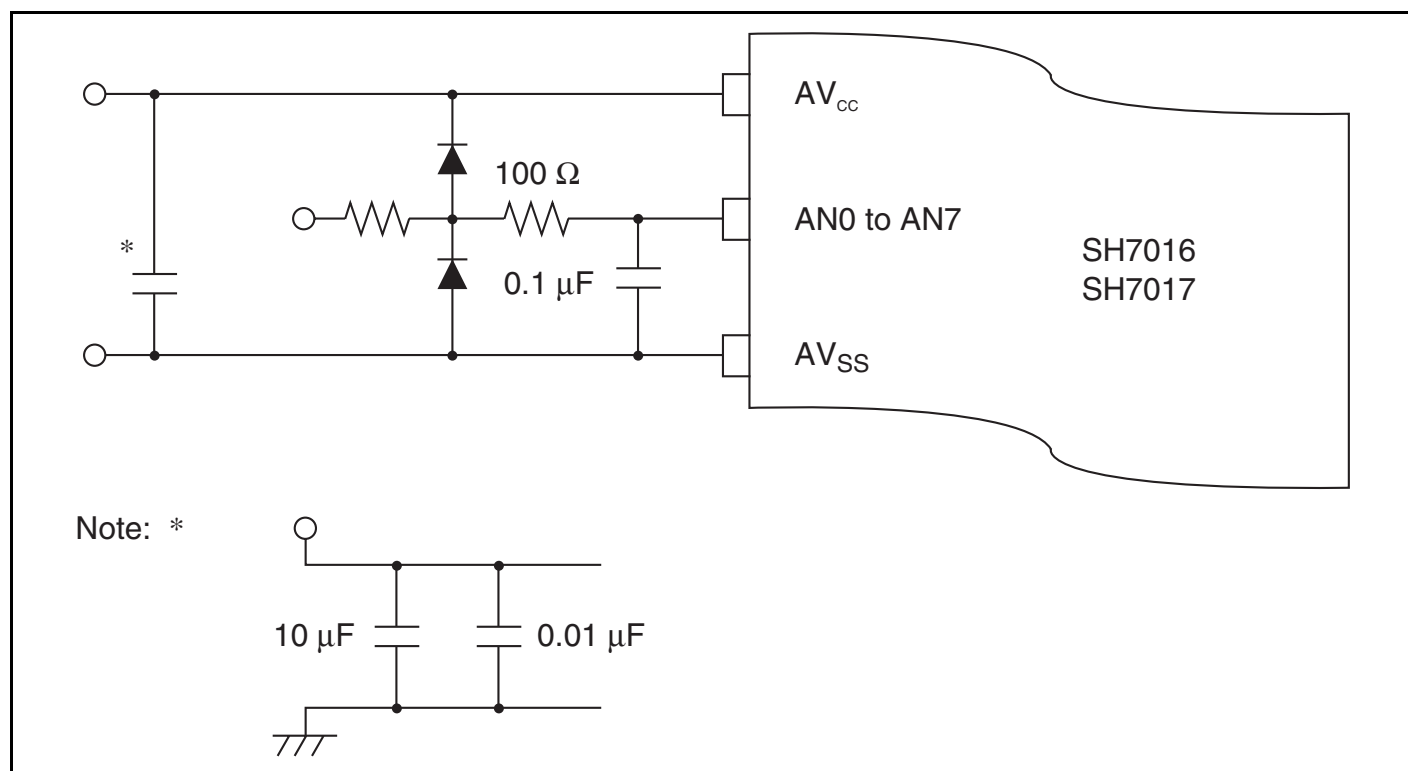 AVcc
100 Ω
*
AN0 to AN7
0.1 μF
SH7016
SH7017
AVSS
Note: *
10 μF
0.01 μF